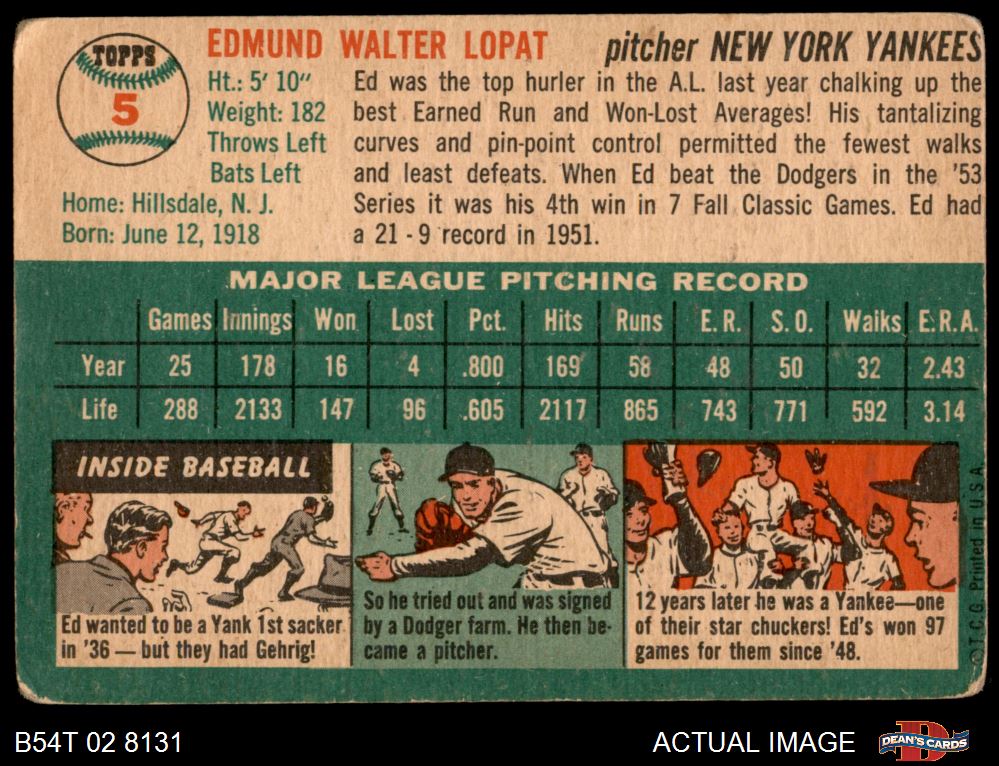 TOPPS
5
EDMUND WALTER LOPAT
pitcher NEW YORK YANKEES
Ht.: 5' 10"
Weight: 182
Throws Left
Bats Left
Home: Hillsdale, N. J.
Born: June 12, 1918
Ed was the top hurler in the A.L. last year chalking up the
best Earned Run and Won-Lost Averages! His tantalizing
curves and pin-point control permitted the fewest walks
and least defeats. When Ed beat the Dodgers in the '53
Series it was his 4th win in 7 Fall Classic Games. Ed had
a 21 - 9 record in 1951.
MAJOR LEAGUE PITCHING RECORD
Games Innings Won Lost Pct. Hits Runs E. R. S. O. Walks E.R.A.
Year 25 178 16 4 .800 169 58 48 50 32 2.43
Life 288 2133 147 96 .605 2117 865 743 771 592 3.14
INSIDE BASEBALL
Ed wanted to be a Yank 1st sacker
in '36 — but they had Gehrig!
So he tried out and was signed
by a Dodger farm. He then be-
came a pitcher.
12 years later he was a Yankee—one
of their star chuckers! Ed's won 97
games for them since '48.
© T.C.G. Printed in U.S.A.
B54T 02 8131
ACTUAL IMAGE
DEAN'S CARDS